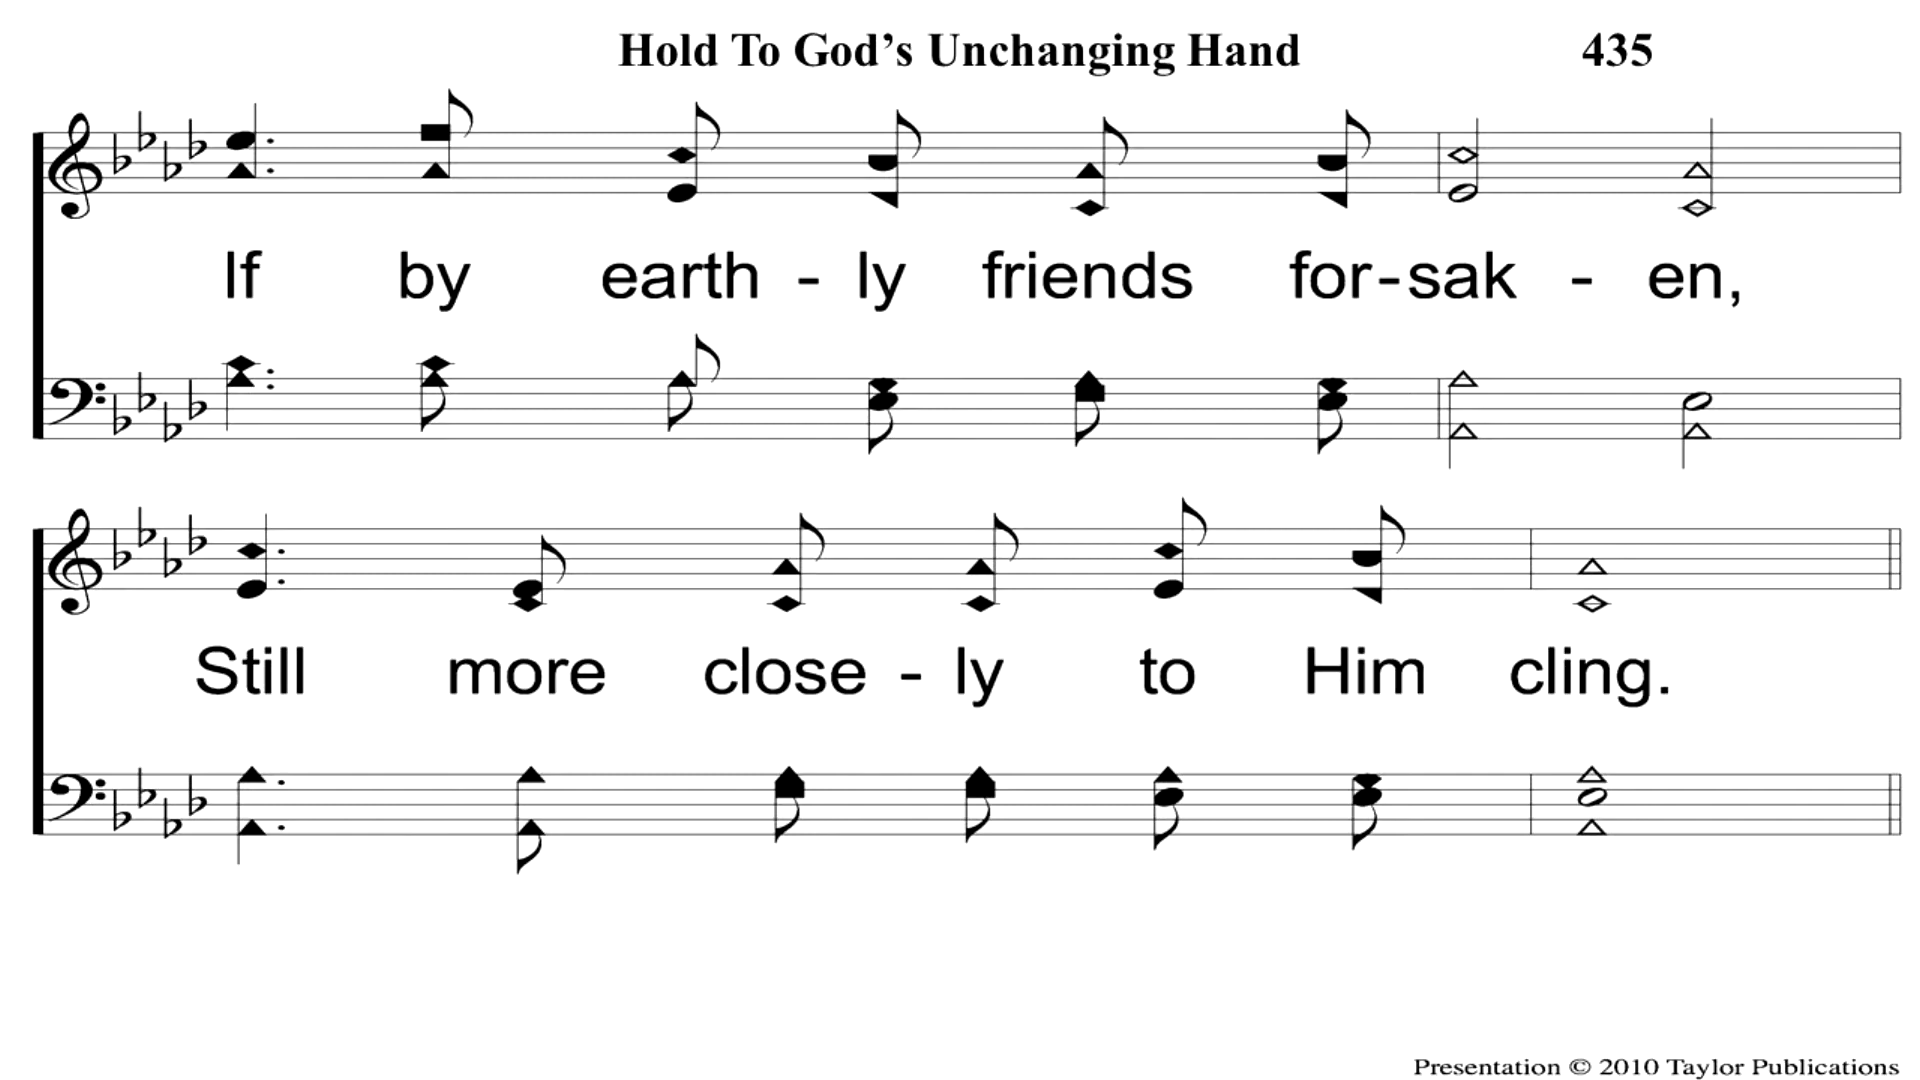 Hold To God’s Unchanging Hand 435
If by earth - ly friends for-sak - en,
Still more close - ly to Him cling.
Presentation © 2010 Taylor Publications